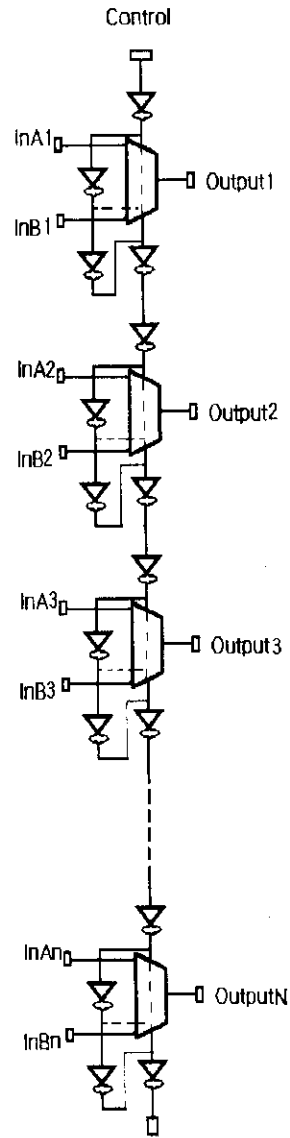 Control
InA1
Output1
InB1
InA2
Output2
InB2
InA3
Output3
InB3
InAn
OutputN
InBn